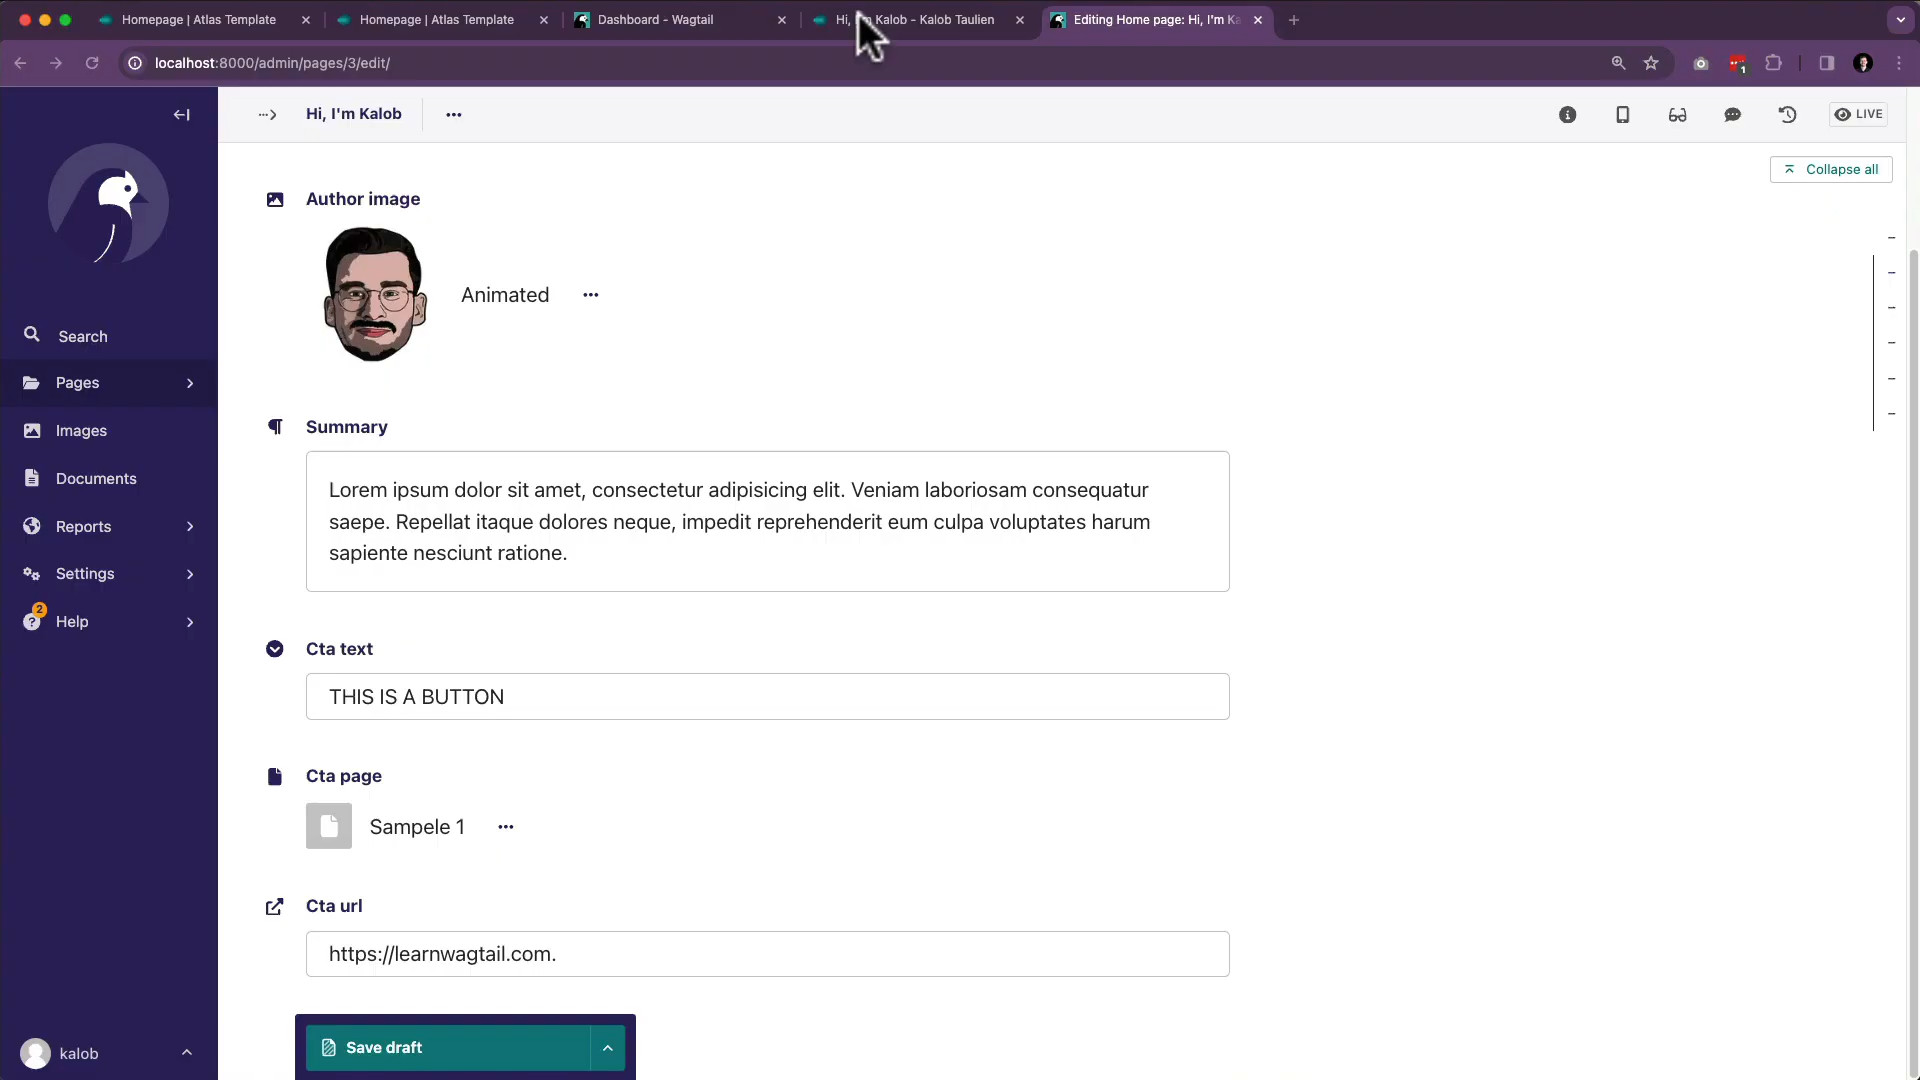 Homepage | Atlas Template
Homepage | Atlas Template
Dashboard - Wagtail
Kalob - Kalob Taulien
Editing Home page: Hi, I'm Ka
localhost:8000/admin/pages/3/edit/
1
Hi, I'm Kalob
LIVE
Collapse all
Search
Pages
Images
Documents
Reports
Settings
2
Help
kalob
Author image
Animated
Summary
Lorem ipsum dolor sit amet, consectetur adipisicing elit. Veniam laboriosam consequatur
saepe. Repellat itaque dolores neque, impedit reprehenderit eum culpa voluptates harum
sapiente nesciunt ratione.
Cta text
THIS IS A BUTTON
Cta page
Sampele 1
Cta url
https://learnwagtail.com.
Save draft